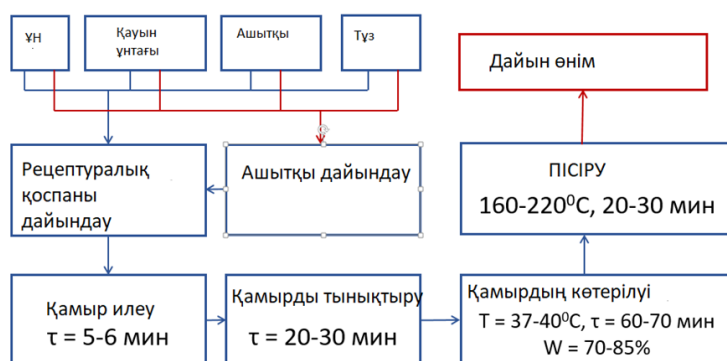 ҰН
Қауын
ұнтағы
Ашытқы
Тұз
Дайын өнім
Рецептуралық
қоспаны
дайындау
Ашытқы дайындау
ПІСІРУ
160-220⁰С, 20-30 мин
Қамыр илеу
τ = 5-6 мин
Қамырды тынықтыру
τ = 20-30 мин
Қамырдың көтерілуі
T = 37-40⁰С, τ = 60-70 мин
W = 70-85%